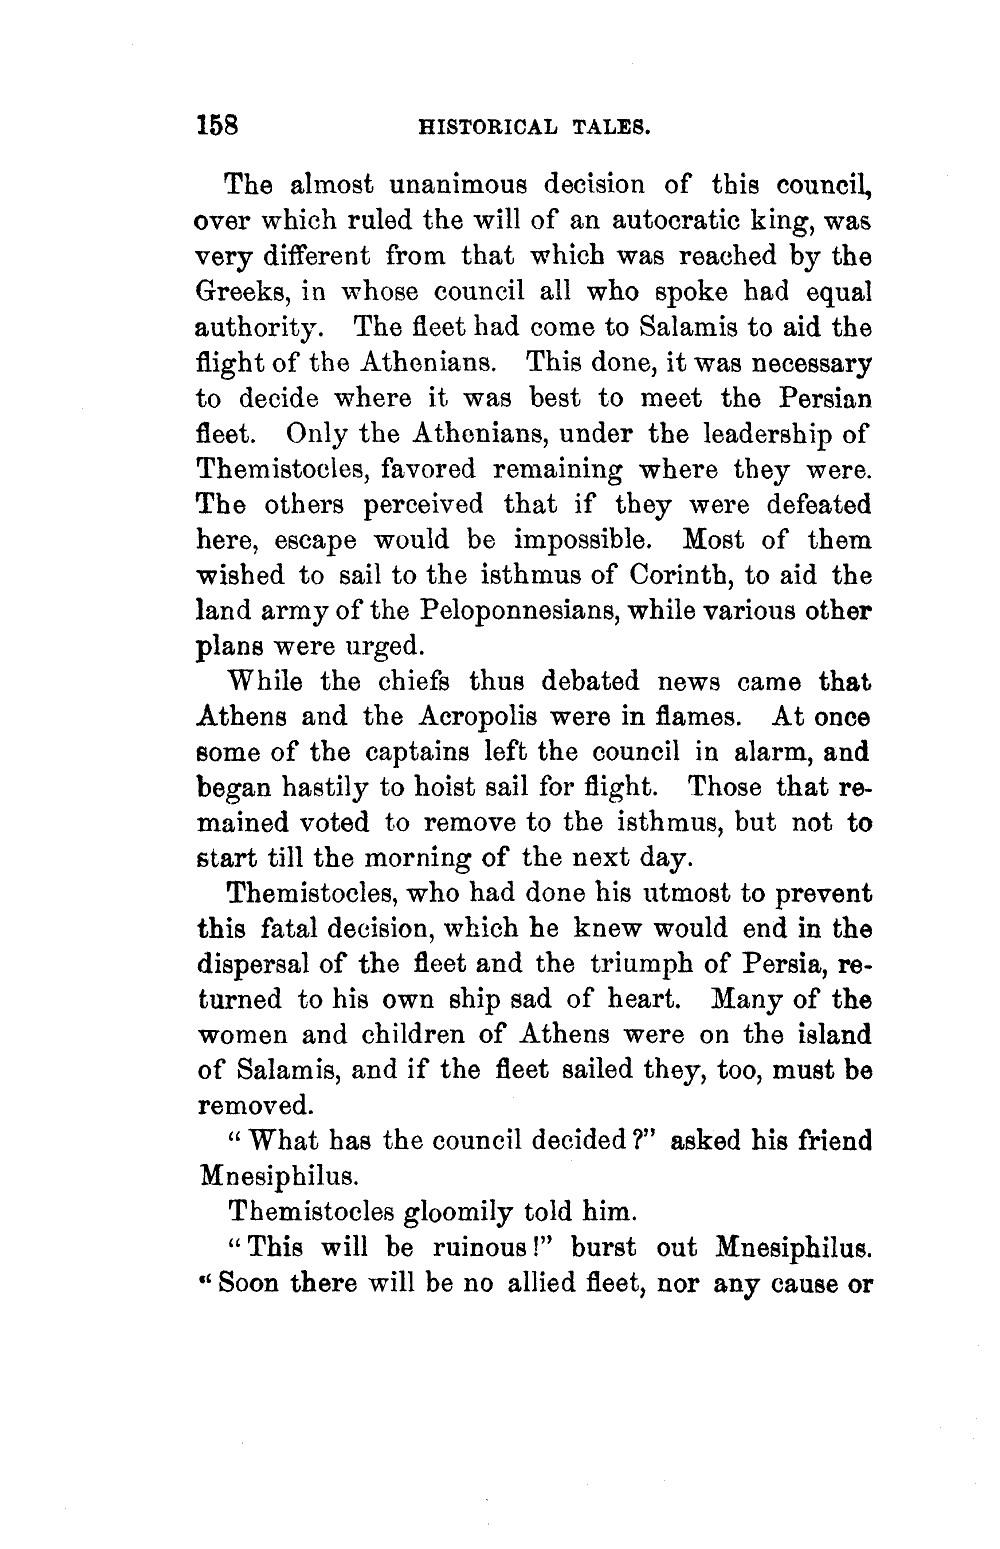 158 HISTORICAL TALES.
The almost unanimous decision of this council,
over which ruled the will of an autocratic king, was
very different from that which was reached by the
Greeks, in whose council all who spoke had equal
authority. The fleet had come to Salamis to aid the
flight of the Athenians. This done, it was necessary
to decide where it was best to meet the Persian
fleet. Only the Athenians, under the leadership of
Themistocles, favored remaining where they were.
The others perceived that if they were defeated
here, escape would be impossible. Most of them
wished to sail to the isthmus of Corinth, to aid the
land army of the Peloponnesians, while various other
plans were urged.
While the chiefs thus debated news came that
Athens and the Acropolis were in flames. At once
some of the captains left the council in alarm, and
began hastily to hoist sail for flight. Those that re-
mained voted to remove to the isthmus, but not to
start till the morning of the next day.
Themistocles, who had done his utmost to prevent
this fatal decision, which he knew would end in the
dispersal of the fleet and the triumph of Persia, re-
turned to his own ship sad of heart. Many of the
women and children of Athens were on the island
of Salamis, and if the fleet sailed they, too, must be
removed.
“What has the council decided?” asked his friend
Mnesiphilus.
Themistocles gloomily told him.
“This will be ruinous!” burst out Mnesiphilus.
“Soon there will be no allied fleet, nor any cause or